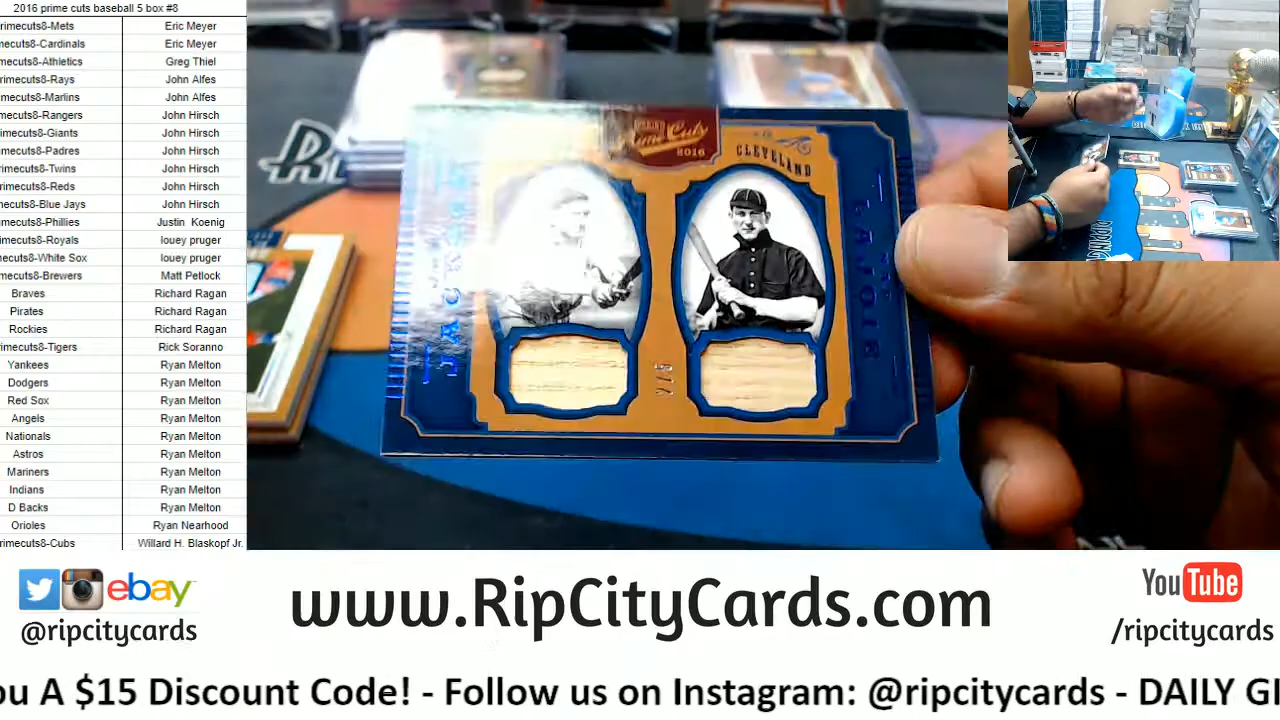 2016 prime cuts baseball 5 box #8
rimecuts8-Mets Eric Meyer
mecuts8-Cardinals Eric Meyer
mecuts8-Athletics Greg Thiel
rimecuts8-Rays John Alfes
imecuts8-Marlins John Alfes
mecuts8-Rangers John Hirsch
imecuts8-Giants John Hirsch
mecuts8-Padres John Hirsch
imecuts8-Twins John Hirsch
imecuts8-Reds John Hirsch
mecuts8-Blue Jays John Hirsch
mecuts8-Phillies Justin Koenig
imecuts8-Royals louey pruger
mecuts8-White Sox louey pruger
mecuts8-Brewers Matt Petlock
Braves Richard Ragan
Pirates Richard Ragan
Rockies Richard Ragan
rimecuts8-Tigers Rick Soranno
Yankees Ryan Melton
Dodgers Ryan Melton
Red Sox Ryan Melton
Angels Ryan Melton
Nationals Ryan Melton
Astros Ryan Melton
Mariners Ryan Melton
Indians Ryan Melton
D Backs Ryan Melton
Orioles Ryan Nearhood
rimecuts8-Cubs Willard H. Blaskopf Jr.
Prime Cuts
2016
CLEVELAND
LAJOIE
ebay
@ripcitycards
www.RipCityCards.com
YouTube
/ripcitycards
ou A $15 Discount Code! - Follow us on Instagram: @ripcitycards - DAILY GI